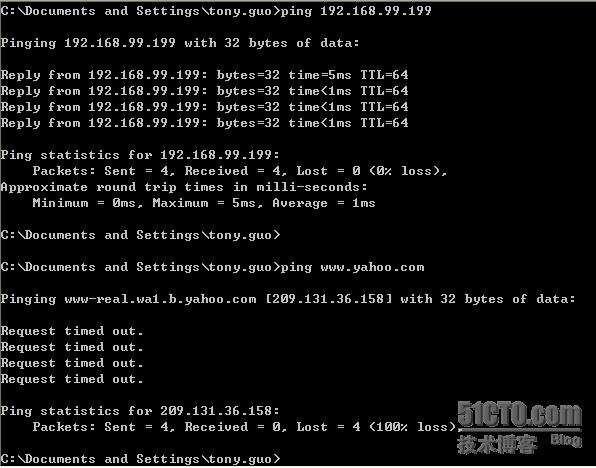 C:\Documents and Settings\tony.guo>ping 192.168.99.199
Pinging 192.168.99.199 with 32 bytes of data:
Reply from 192.168.99.199: bytes=32 time=5ms TTL=64
Reply from 192.168.99.199: bytes=32 time<1ms TTL=64
Reply from 192.168.99.199: bytes=32 time<1ms TTL=64
Reply from 192.168.99.199: bytes=32 time<1ms TTL=64
Ping statistics for 192.168.99.199:
Packets: Sent = 4, Received = 4, Lost = 0 (0% loss),
Approximate round trip times in milli-seconds:
Minimum = 0ms, Maximum = 5ms, Average = 1ms
C:\Documents and Settings\tony.guo>
C:\Documents and Settings\tony.guo>ping www.yahoo.com
Pinging www-real.wa1.b.yahoo.com [209.131.36.158] with 32 bytes of data:
Request timed out.
Request timed out.
Request timed out.
Request timed out.
Ping statistics for 209.131.36.158:
Packets: Sent = 4, Received = 0, Lost = 4 (100% loss),
C:\Documents and Settings\tony.guo>
51CTO.com
技术博客 Blog